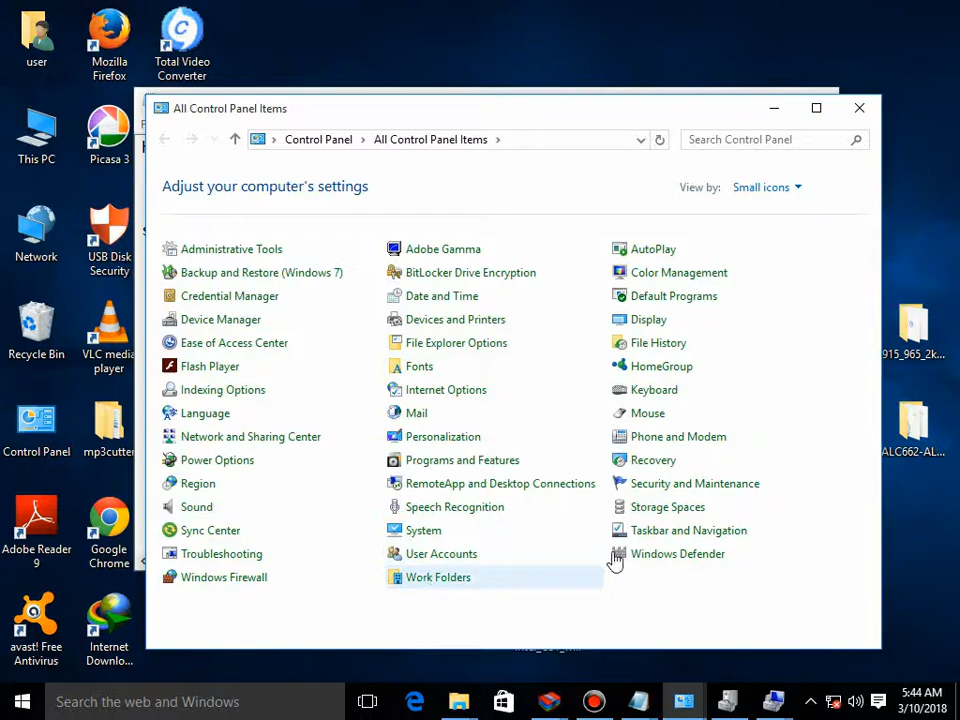 user
Mozilla
Firefox
Total Video
Converter
This PC
Picasa 3
Network
USB Disk
Security
Recycle Bin
VLC media
player
Control Panel
mp3cutter
Adobe Reader
9
Google
Chrome
avast! Free
Antivirus
Internet
Downlo...
915_965_2k...
ALC662-AL...
All Control Panel Items
Control Panel
All Control Panel Items
Search Control Panel
Adjust your computer's settings
View by:
Small icons
Administrative Tools
Adobe Gamma
AutoPlay
Backup and Restore (Windows 7)
BitLocker Drive Encryption
Color Management
Credential Manager
Date and Time
Default Programs
Device Manager
Devices and Printers
Display
Ease of Access Center
File Explorer Options
File History
Flash Player
Fonts
HomeGroup
Indexing Options
Internet Options
Keyboard
Language
Mail
Mouse
Network and Sharing Center
Personalization
Phone and Modem
Power Options
Programs and Features
Recovery
Region
RemoteApp and Desktop Connections
Security and Maintenance
Sound
Speech Recognition
Storage Spaces
Sync Center
System
Taskbar and Navigation
Troubleshooting
User Accounts
Windows Defender
Windows Firewall
Work Folders
Search the web and Windows
5:44 AM
3/10/2018